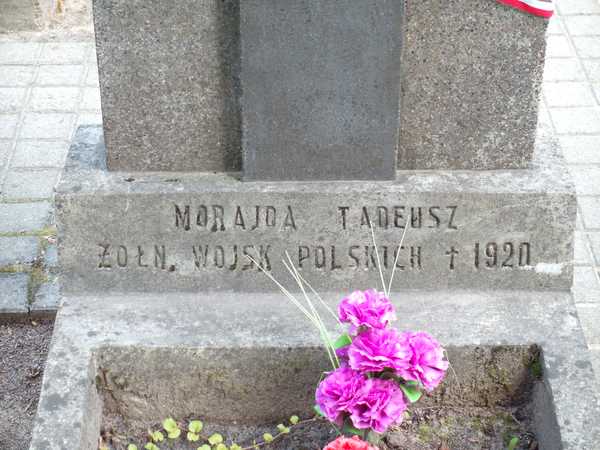 MORAJDA TADEUSZ
ŻOŁN. WOJSK POLSKICH † 1920